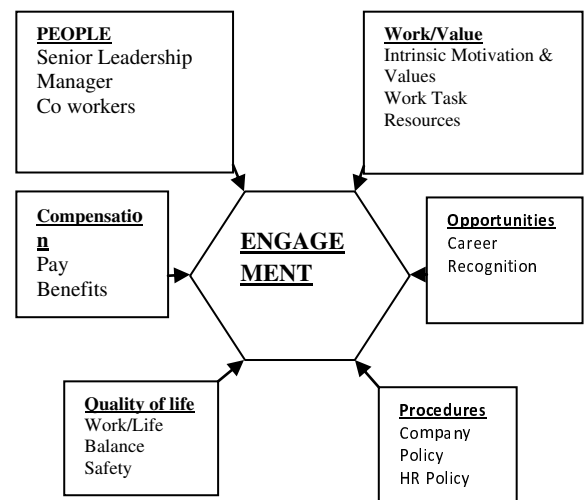 PEOPLE
Senior Leadership
Manager
Co workers
Work/Value
Intrinsic Motivation &
Values
Work Task
Resources
Compensatio
n
Pay
Benefits
ENGAGE
MENT
Opportunities
Career
Recognition
Quality of life
Work/Life
Balance
Safety
Procedures
Company
Policy
HR Policy